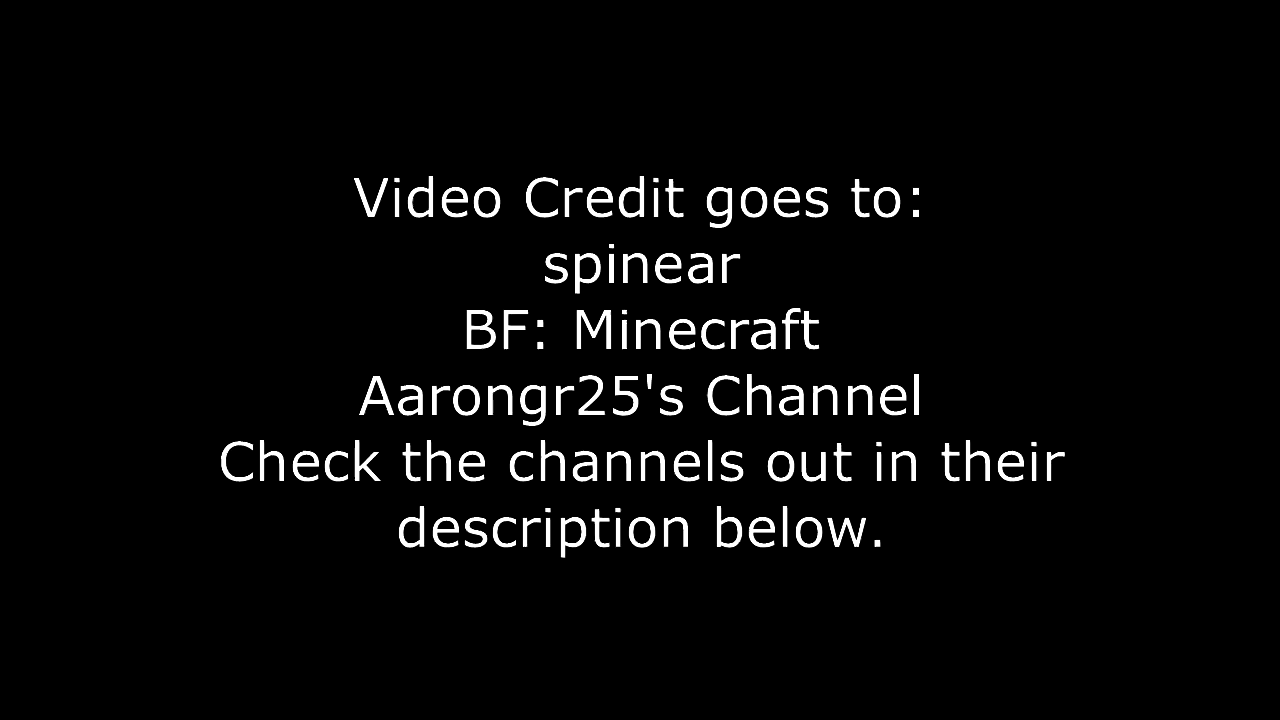 Video Credit goes to:
spinear
BF: Minecraft
Aarongr25's Channel
Check the channels out in their
description below.